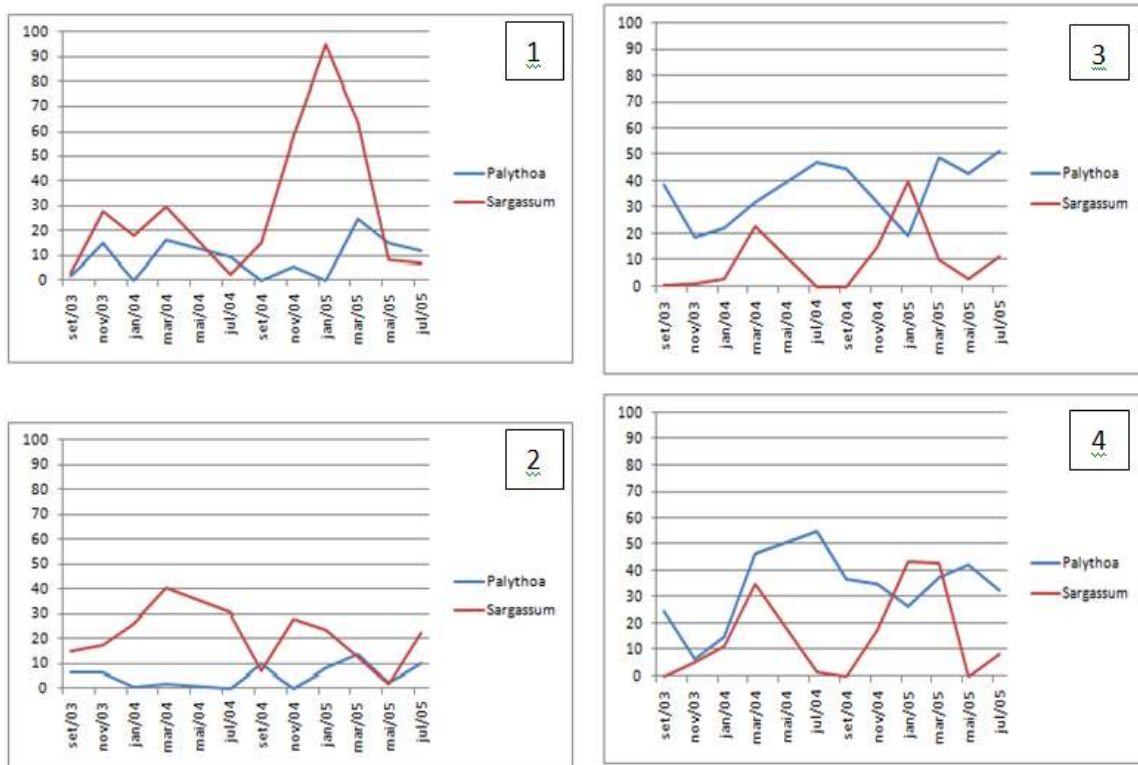 1
100
90
80
70
60
50
40
30
20
10
0
set/03
nov/03
jan/04
mar/04
mai/04
jul/04
set/04
nov/04
jan/05
mar/05
mai/05
jul/05
Palythoa
Sargassum
3
100
90
80
70
60
50
40
30
20
10
0
set/03
nov/03
jan/04
mar/04
mai/04
jul/04
set/04
nov/04
jan/05
mar/05
mai/05
jul/05
Palythoa
Sargassum
2
100
90
80
70
60
50
40
30
20
10
0
set/03
nov/03
jan/04
mar/04
mai/04
jul/04
set/04
nov/04
jan/05
mar/05
mai/05
jul/05
Palythoa
Sargassum
4
100
90
80
70
60
50
40
30
20
10
0
set/03
nov/03
jan/04
mar/04
mai/04
jul/04
set/04
nov/04
jan/05
mar/05
mai/05
jul/05
Palythoa
Sargassum